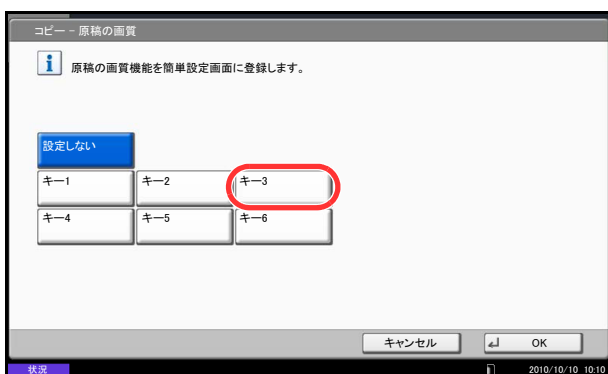 コピー - 原稿の画質
原稿の画質機能を簡単設定画面に登録します。
設定しない
キー1 キー2 キー3
キー4 キー5 キー6
キャンセル OK
状況 2010/10/10 10:10